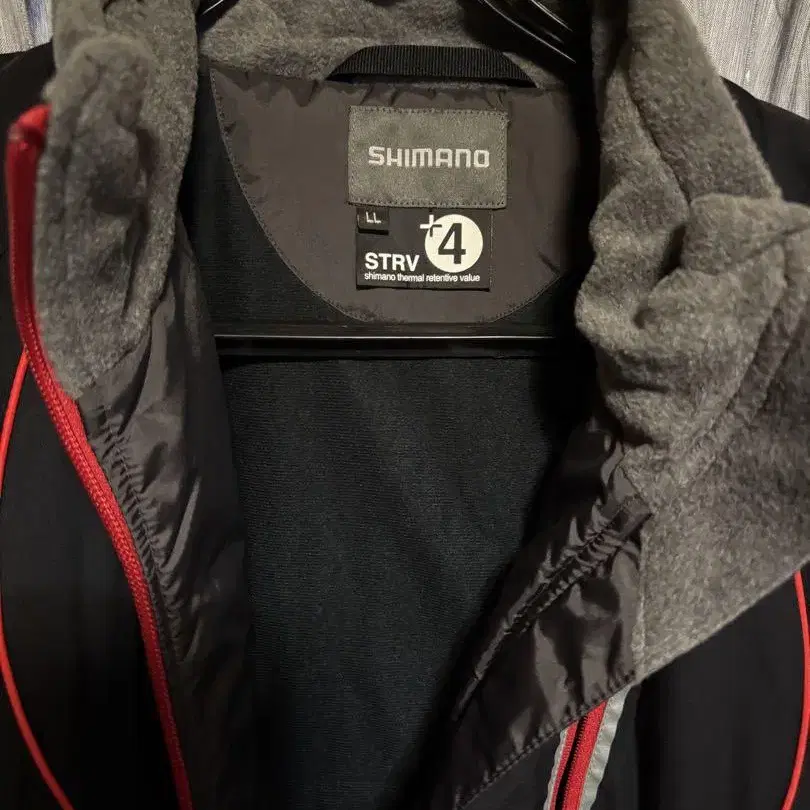 SHIMANO
LL
STRV +4
shimano thermal retentive value